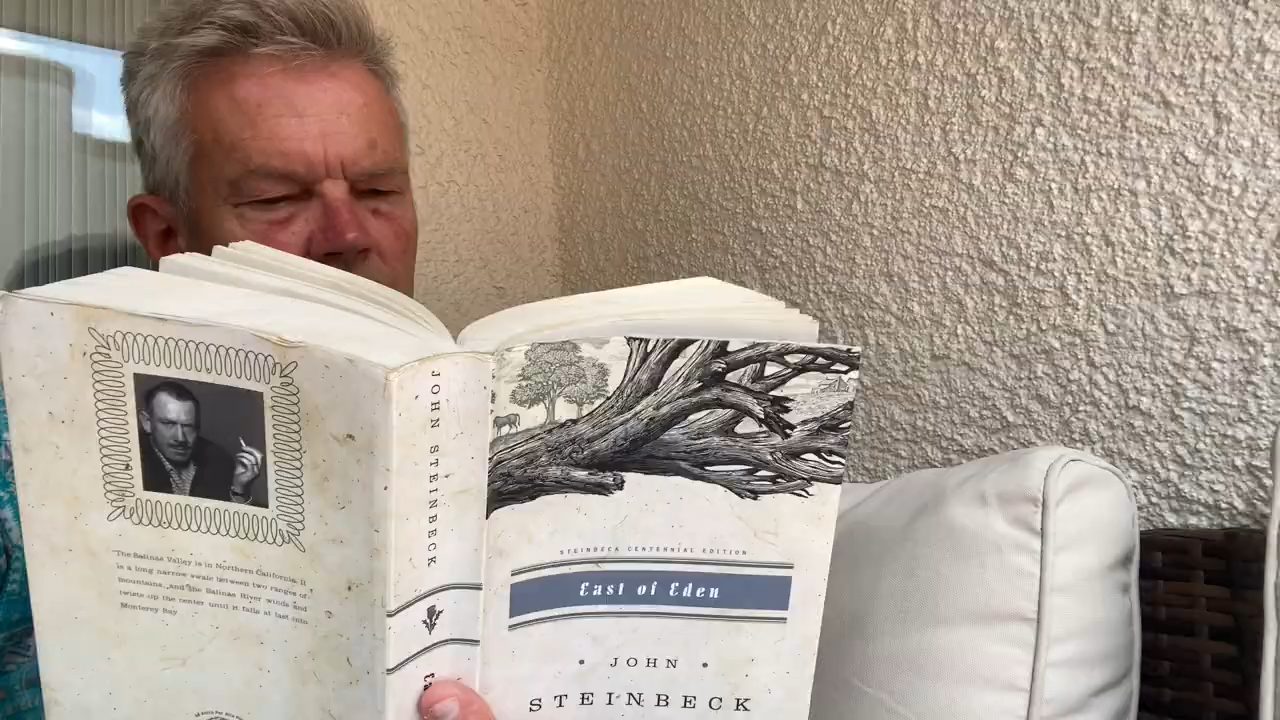 "The Salinas Valley is in Northern California. It
is a long narrow swale between two ranges of
mountains, and the Salinas River winds and
twists up the center until it falls at last into
Monterey Bay
JOHN STEINBECK
STEINBECK CENTENNIAL EDITION
East of Eden
• JOHN •
STEINBECK